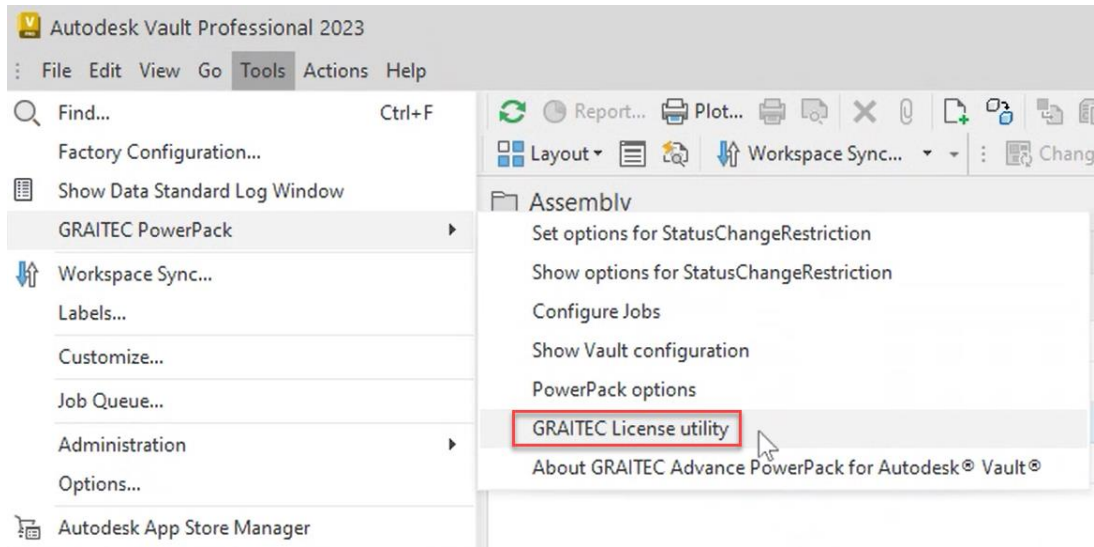 Autodesk Vault Professional 2023
File Edit View Go Tools Actions Help
Find... Ctrl+F
Factory Configuration...
Show Data Standard Log Window
GRAITEC PowerPack
Workspace Sync...
Labels...
Customize...
Job Queue...
Administration
Options...
Autodesk App Store Manager
Report... Plot...
Layout Workspace Sync... Chang
Assembly
Set options for StatusChangeRestriction
Show options for StatusChangeRestriction
Configure Jobs
Show Vault configuration
PowerPack options
GRAITEC License utility
About GRAITEC Advance PowerPack for Autodesk® Vault®